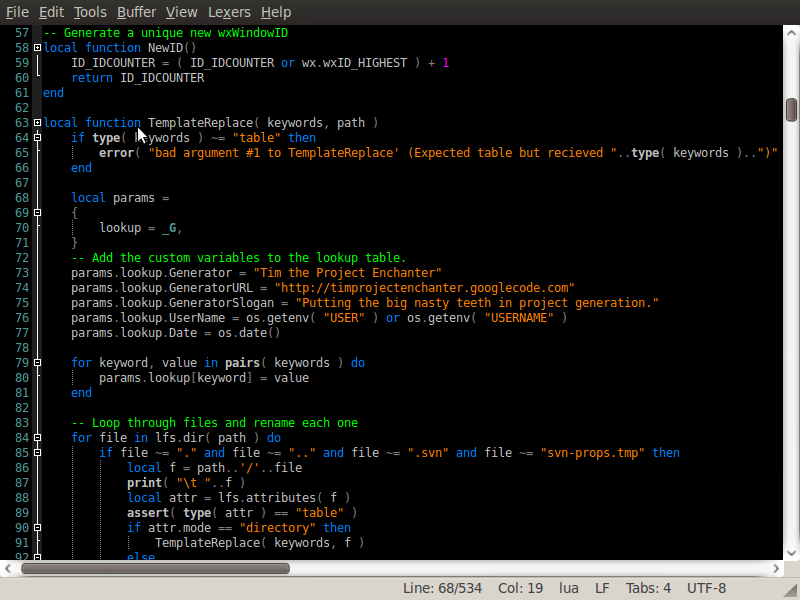 File Edit Tools Buffer View Lexers Help
57 -- Generate a unique new wxWindowID
58 local function NewID()
59 ID_IDCOUNTER = ( ID_IDCOUNTER or wx.wxID_HIGHEST ) + 1
60 return ID_IDCOUNTER
61 end
62
63 local function TemplateReplace( keywords, path )
64 if type( keywords ) ~= "table" then
65 error( "bad argument #1 to TemplateReplace' (Expected table but recieved "..type( keywords )..")"
66 end
67
68 local params =
69 {
70 lookup = _G,
71 }
72 -- Add the custom variables to the lookup table.
73 params.lookup.Generator = "Tim the Project Enchanter"
74 params.lookup.GeneratorURL = "http://timprojectenchanter.googlecode.com"
75 params.lookup.GeneratorSlogan = "Putting the big nasty teeth in project generation."
76 params.lookup.UserName = os.getenv( "USER" ) or os.getenv( "USERNAME" )
77 params.lookup.Date = os.date()
78
79 for keyword, value in pairs( keywords ) do
80 params.lookup[keyword] = value
81 end
82
83 -- Loop through files and rename each one
84 for file in lfs.dir( path ) do
85 if file ~= "." and file ~= ".." and file ~= ".svn" and file ~= "svn-props.tmp" then
86 local f = path..'/'..file
87 print( "\t "..f )
88 local attr = lfs.attributes( f )
89 assert( type( attr ) == "table" )
90 if attr.mode == "directory" then
91 TemplateReplace( keywords, f )
92 else
Line: 68/534 Col: 19 lua LF Tabs: 4 UTF-8